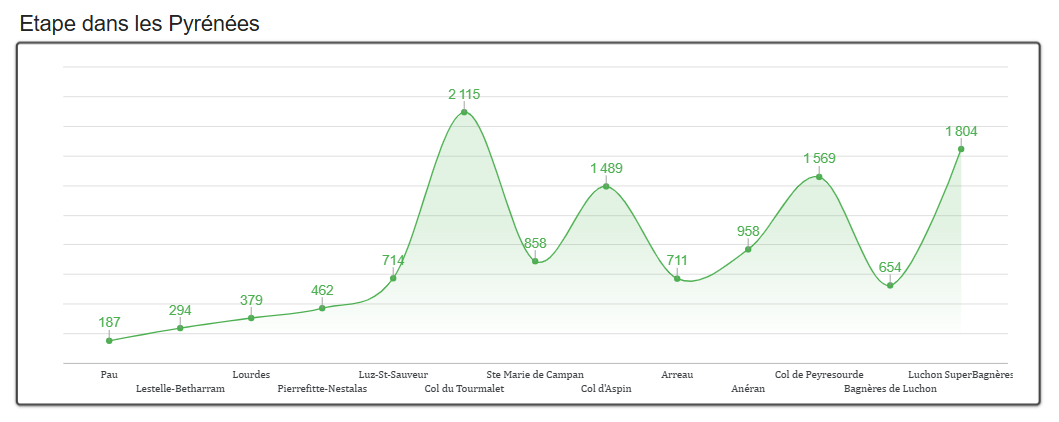 Etape dans les Pyrénées
2 115
1 804
1 569
1 489
958
858
714
711
654
462
379
294
187
Pau
Lestelle-Betharram
Lourdes
Pierrefitte-Nestalas
Luz-St-Sauveur
Col du Tourmalet
Ste Marie de Campan
Col d'Aspin
Arreau
Anéran
Col de Peyresourde
Bagnères de Luchon
Luchon SuperBagnères